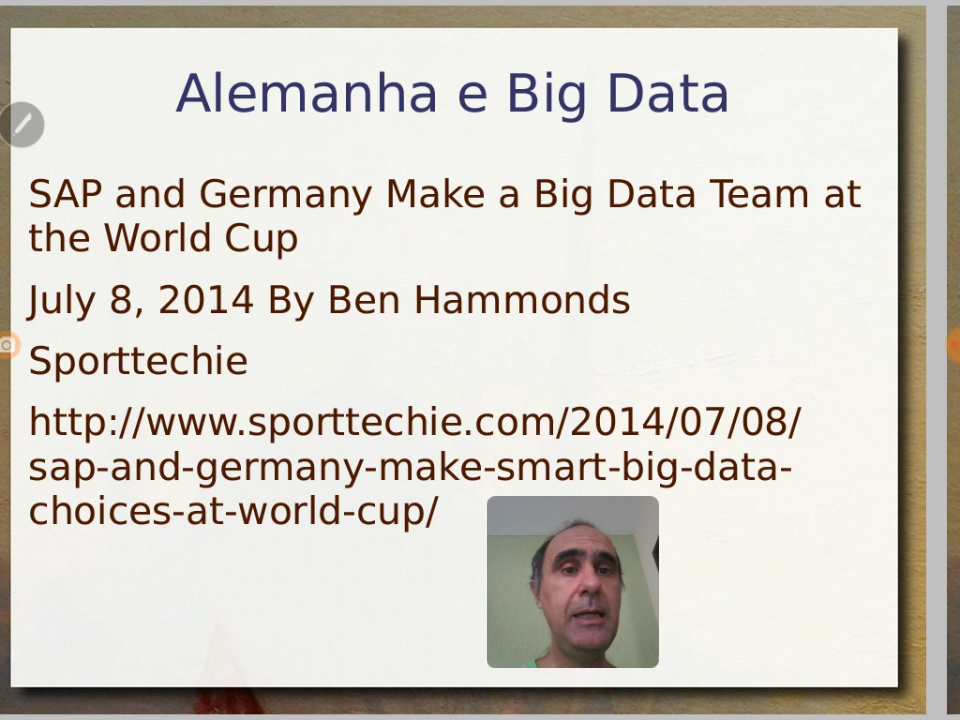 Alemanha e Big Data
SAP and Germany Make a Big Data Team at
the World Cup
July 8, 2014 By Ben Hammonds
Sporttechie
http://www.sporttechie.com/2014/07/08/
sap-and-germany-make-smart-big-data-
choices-at-world-cup/